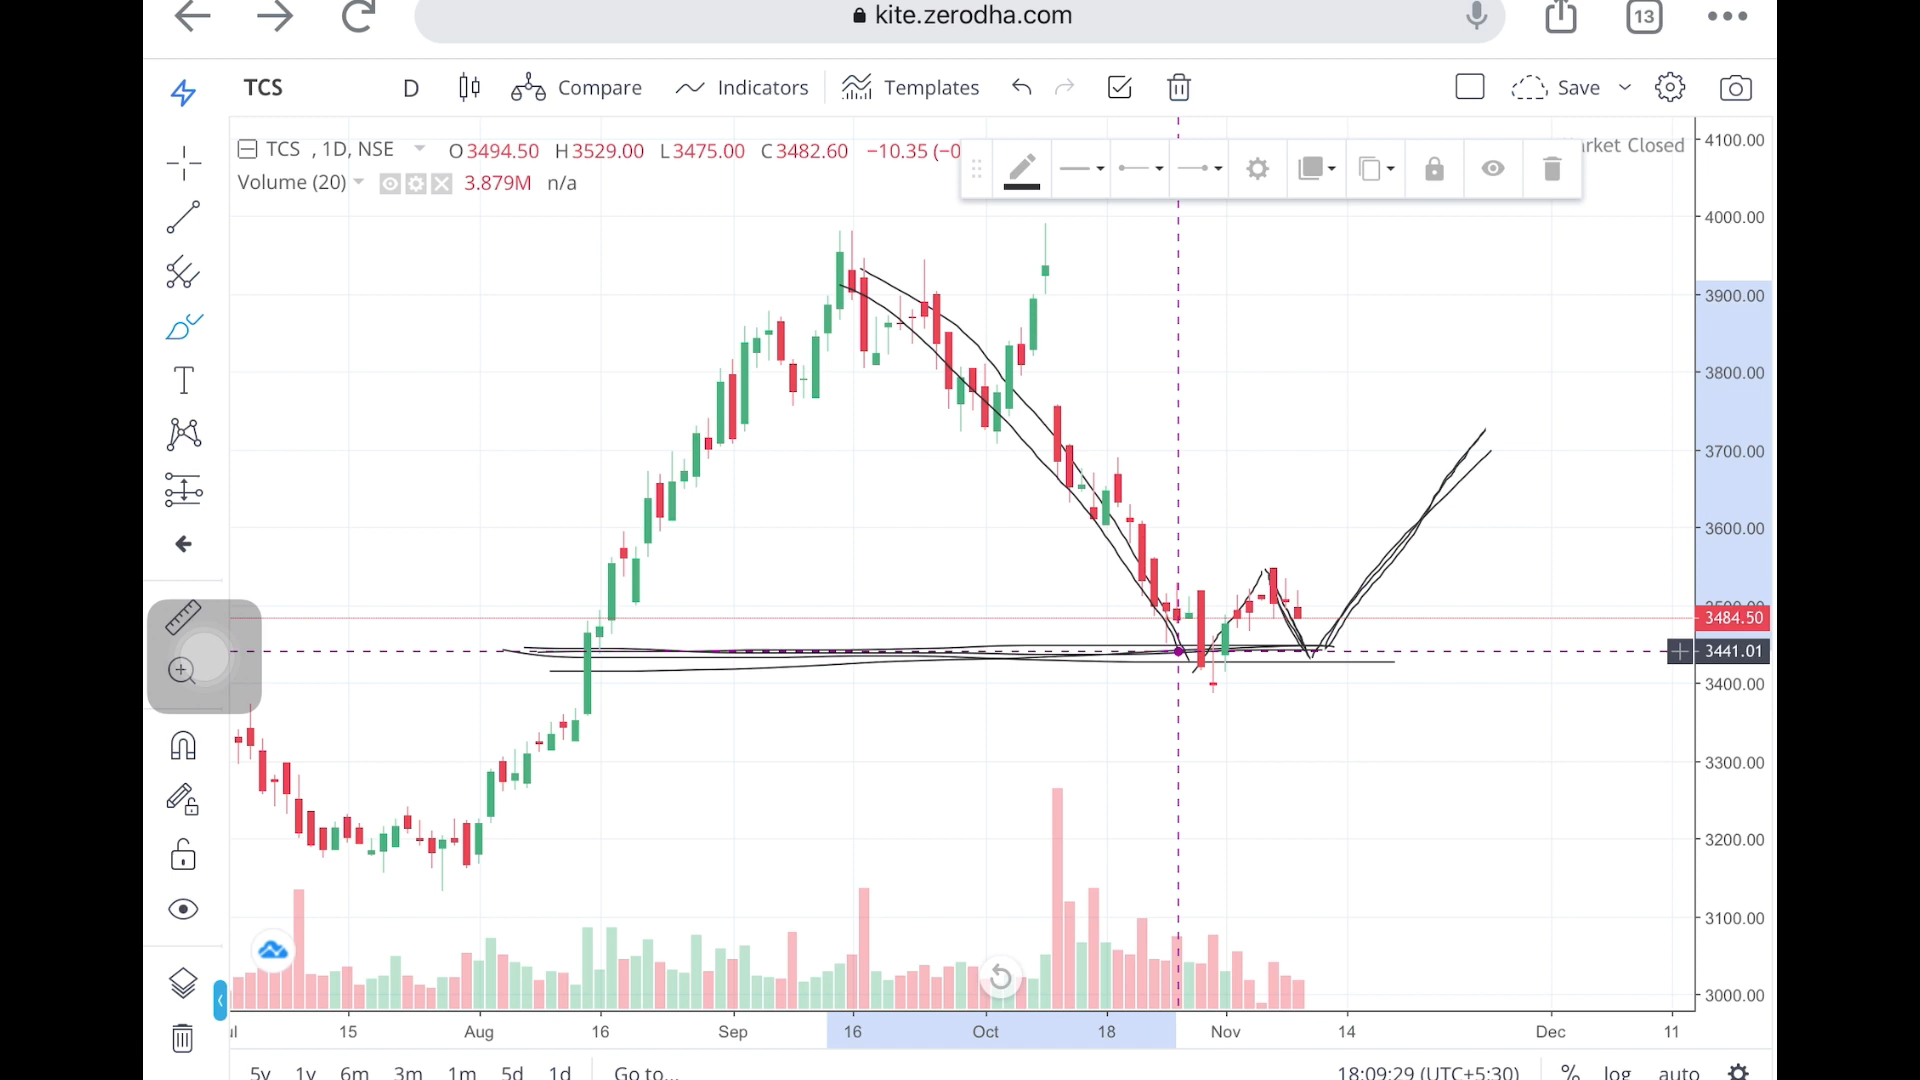 kite.zerodha.com
13
TCS D Compare Indicators Templates Save
TCS , 1D, NSE O3494.50 H3529.00 L3475.00 C3482.60 −10.35 (−0
rket Closed
Volume (20) 3.879M n/a
4100.00
4000.00
3900.00
3800.00
3700.00
3600.00
3484.50
3441.01
3400.00
3300.00
3200.00
3100.00
3000.00
ul 15 Aug 16 Sep 16 Oct 18 Nov 14 Dec 11
5y 1y 6m 3m 1m 5d 1d Go to... 18:09:29 (UTC+5:30) % log auto